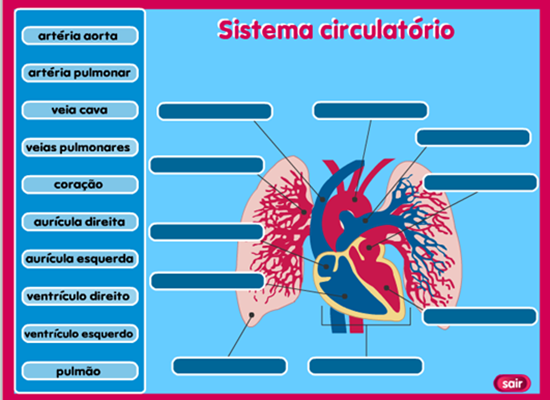 Sistema circulatório
artéria aorta
artéria pulmonar
veia cava
veias pulmonares
coração
aurícula direita
aurícula esquerda
ventrículo direito
ventrículo esquerdo
pulmão
sair